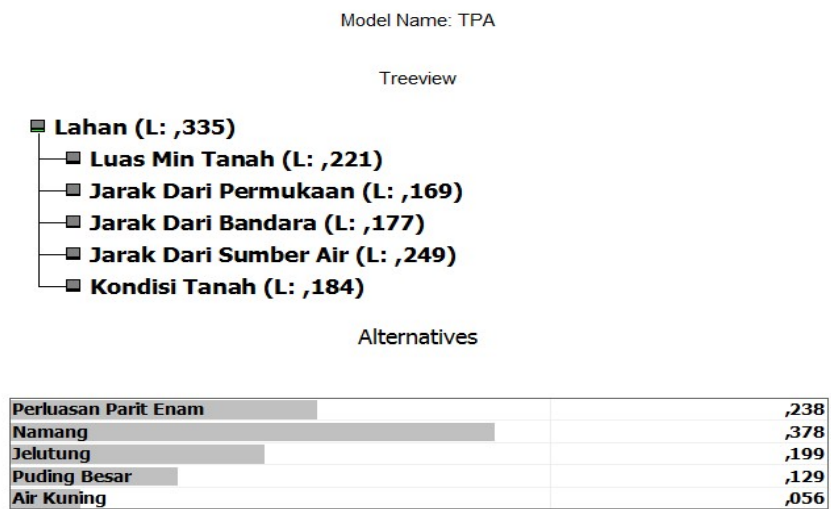 Model Name: TPA
Treeview
Lahan (L: ,335)
Luas Min Tanah (L: ,221)
Jarak Dari Permukaan (L: ,169)
Jarak Dari Bandara (L: ,177)
Jarak Dari Sumber Air (L: ,249)
Kondisi Tanah (L: ,184)
Alternatives
Perluasan Parit Enam ,238
Namang ,378
Jelutung ,199
Puding Besar ,129
Air Kuning ,056